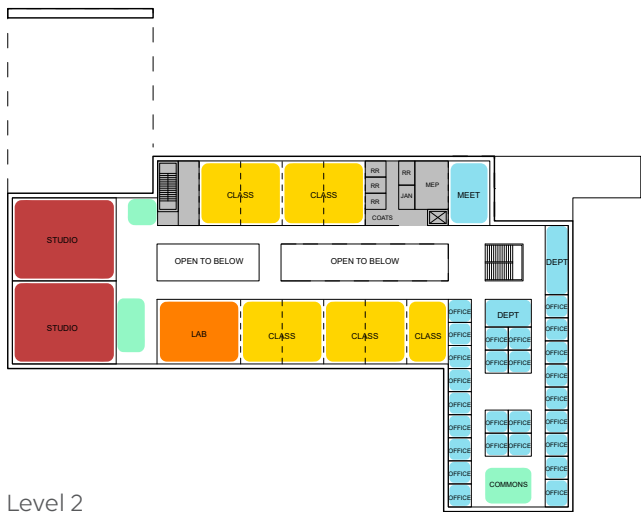 RR
RR
RR
RR
JAN
MEP
CLASS
CLASS
MEET
COATS
STUDIO
OPEN TO BELOW
OPEN TO BELOW
DEPT
STUDIO
LAB
CLASS
CLASS
CLASS
OFFICE
OFFICE
OFFICE
OFFICE
OFFICE
OFFICE
OFFICE
OFFICE
OFFICE
DEPT
OFFICE OFFICE
OFFICE OFFICE
OFFICE OFFICE
OFFICE OFFICE
COMMONS
OFFICE
OFFICE
OFFICE
OFFICE
OFFICE
OFFICE
OFFICE
OFFICE
OFFICE
Level 2